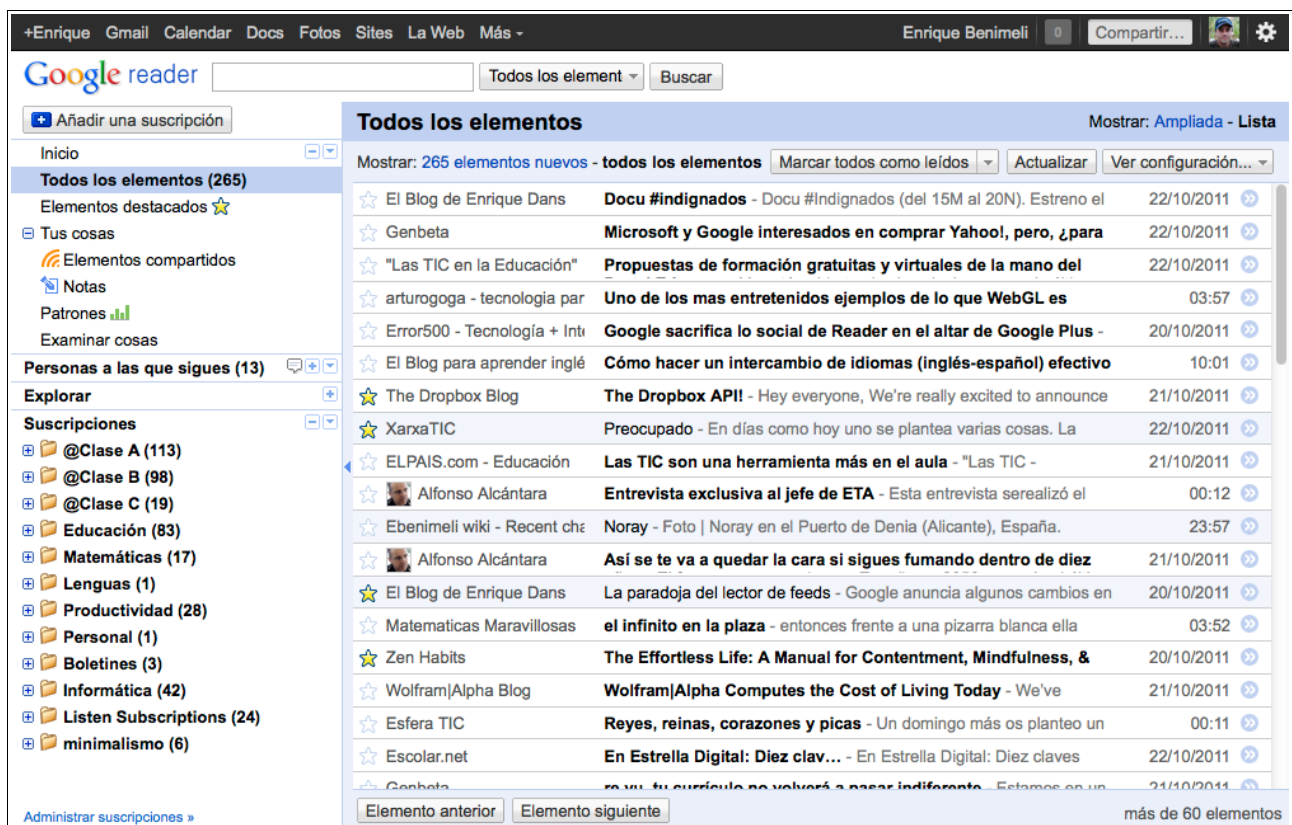 +Enrique Gmail Calendar Docs Fotos Sites La Web Más Enrique Benimeli 0 Compartir...
Google reader Todos los element Buscar
Añadir una suscripción
Inicio
Todos los elementos (265)
Elementos destacados
Tus cosas
Elementos compartidos
Notas
Patrones
Examinar cosas
Personas a las que sigues (13)
Explorar
Suscripciones
@Clase A (113)
@Clase B (98)
@Clase C (19)
Educación (83)
Matemáticas (17)
Lenguas (1)
Productividad (28)
Personal (1)
Boletines (3)
Informática (42)
Listen Subscriptions (24)
minimalismo (6)
Administrar suscripciones »
Todos los elementos Mostrar: Ampliada - Lista
Mostrar: 265 elementos nuevos - todos los elementos Marcar todos como leídos Actualizar Ver configuración...
El Blog de Enrique Dans Docu #indignados - Docu #Indignados (del 15M al 20N). Estreno el 22/10/2011
Genbeta Microsoft y Google interesados en comprar Yahoo!, pero, ¿para 22/10/2011
"Las TIC en la Educación" Propuestas de formación gratuitas y virtuales de la mano del 22/10/2011
arturogoga - tecnologia par Uno de los mas entretenidos ejemplos de lo que WebGL es 03:57
Error500 - Tecnología + Inte Google sacrifica lo social de Reader en el altar de Google Plus - 20/10/2011
El Blog para aprender inglé Cómo hacer un intercambio de idiomas (inglés-español) efectivo 10:01
The Dropbox Blog The Dropbox API! - Hey everyone, We're really excited to announce 21/10/2011
XarxaTIC Preocupado - En días como hoy uno se plantea varias cosas. La 22/10/2011
ELPAIS.com - Educación Las TIC son una herramienta más en el aula - "Las TIC - 21/10/2011
Alfonso Alcántara Entrevista exclusiva al jefe de ETA - Esta entrevista serealizó el 00:12
Ebenimeli wiki - Recent cha Noray - Foto | Noray en el Puerto de Denia (Alicante), España. 23:57
Alfonso Alcántara Así se te va a quedar la cara si sigues fumando dentro de diez 21/10/2011
El Blog de Enrique Dans La paradoja del lector de feeds - Google anuncia algunos cambios en 20/10/2011
Matematicas Maravillosas el infinito en la plaza - entonces frente a una pizarra blanca ella 03:52
Zen Habits The Effortless Life: A Manual for Contentment, Mindfulness, & 20/10/2011
Wolfram|Alpha Blog Wolfram|Alpha Computes the Cost of Living Today - We've 21/10/2011
Esfera TIC Reyes, reinas, corazones y picas - Un domingo más os planteo un 00:11
Escolar.net En Estrella Digital: Diez clav... - En Estrella Digital: Diez claves 22/10/2011
Genbeta re.vu, tu currículo no volverá a pasar indiferente - Estamos en un 21/10/2011
Elemento anterior Elemento siguiente más de 60 elementos